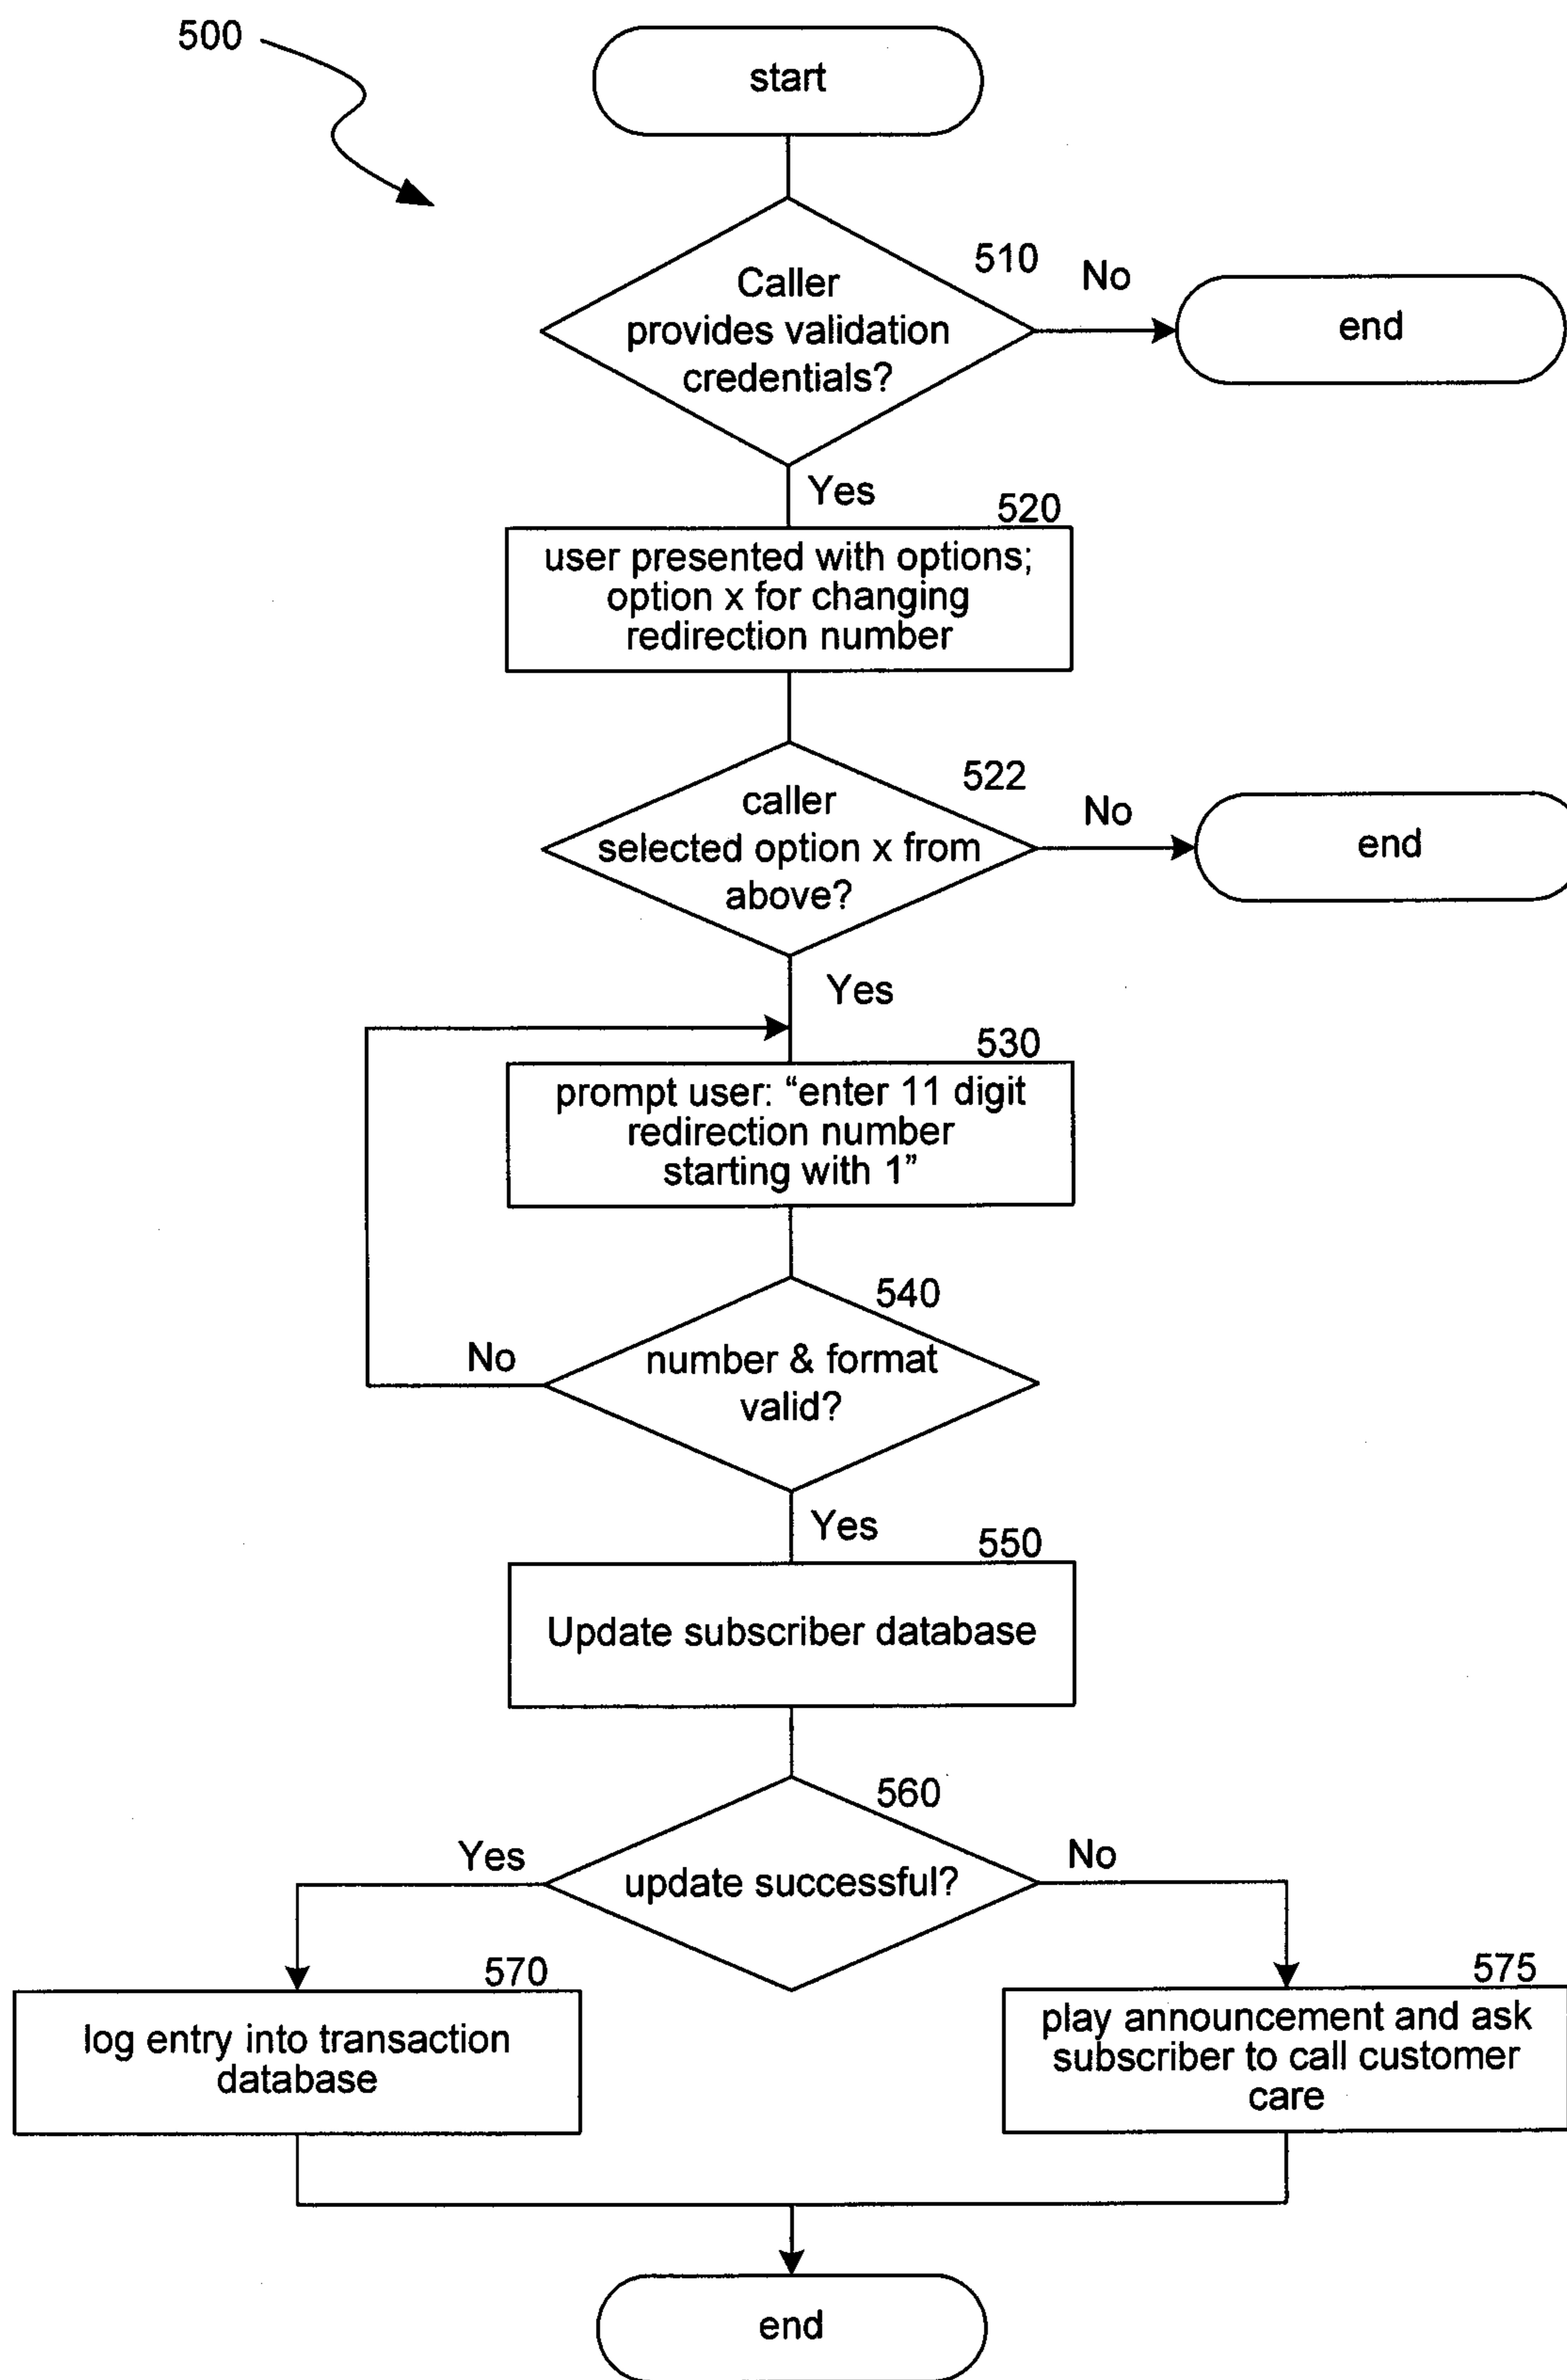 500
start
Caller
provides validation
credentials?
510
No
end
Yes
520
user presented with options;
option x for changing
redirection number
caller
selected option x from
above?
522
No
end
Yes
530
prompt user: “enter 11 digit
redirection number
starting with 1”
540
number & format
valid?
No
Yes
550
Update subscriber database
560
update successful?
Yes
No
570
log entry into transaction
database
575
play announcement and ask
subscriber to call customer
care
end